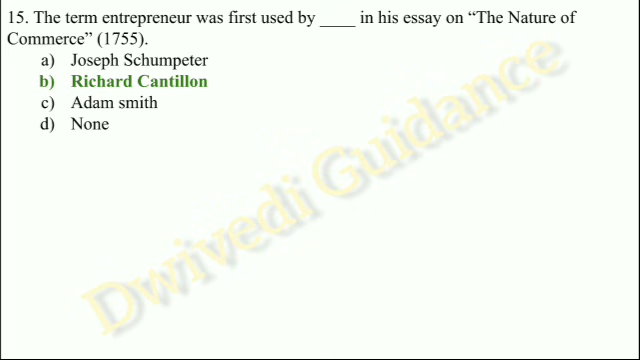 15. The term entrepreneur was first used by ____ in his essay on “The Nature of
Commerce” (1755).
a) Joseph Schumpeter
b) Richard Cantillon
c) Adam smith
d) None
Dwivedi Guidance